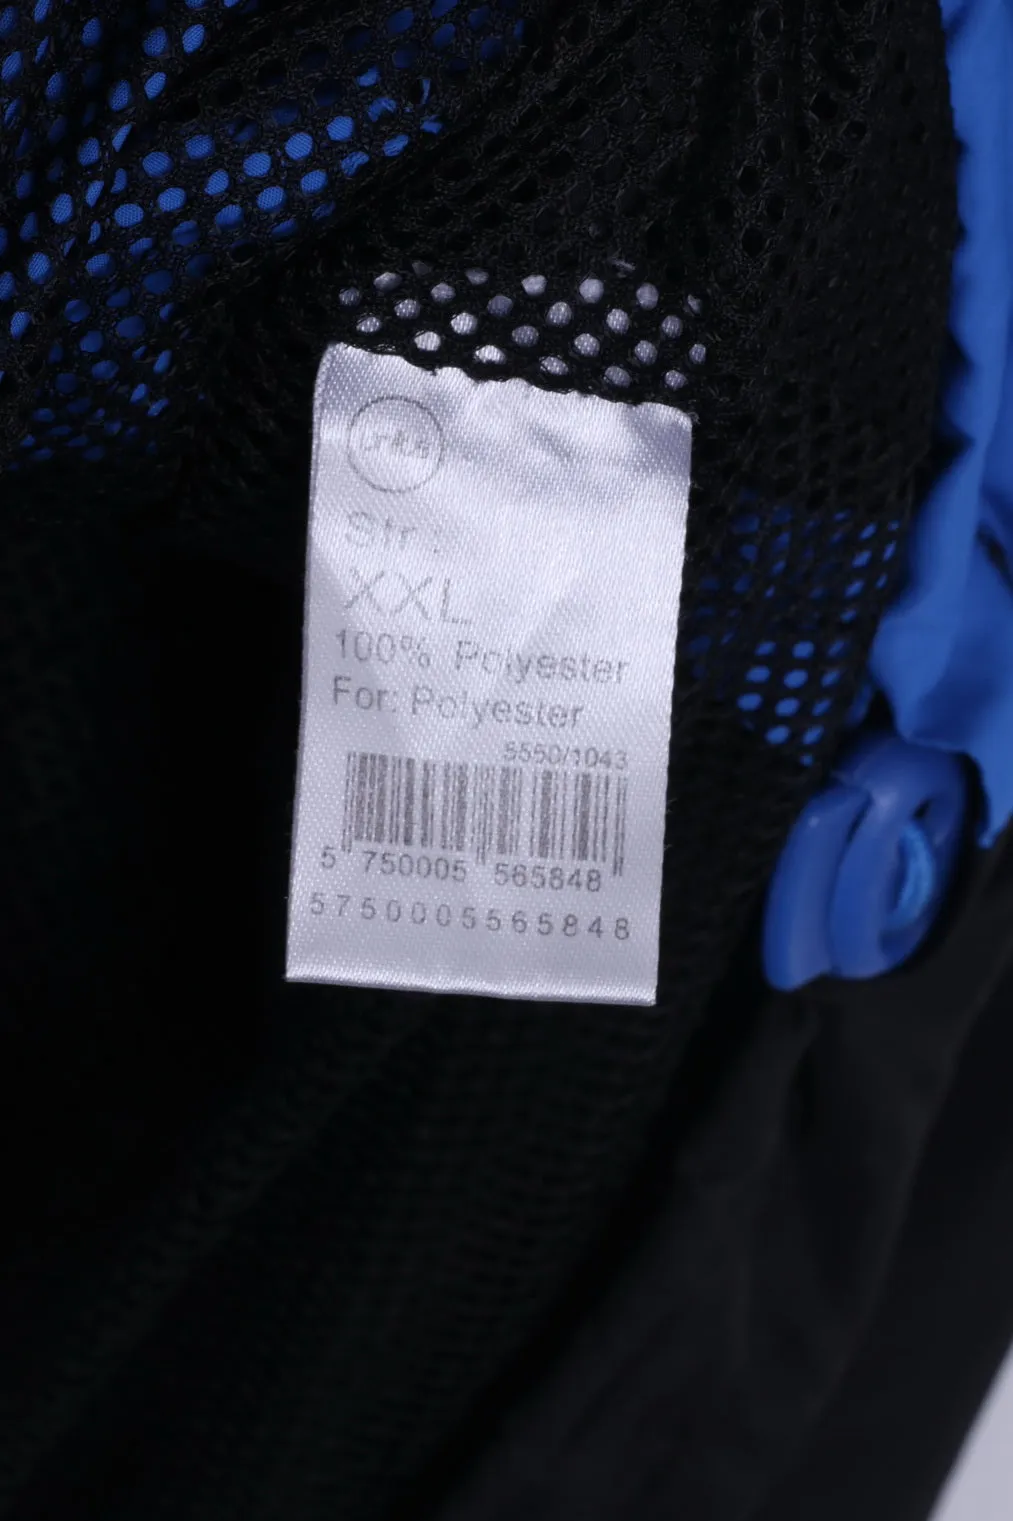 Str.:
XXL
100% Polyester
For: Polyester
5550/1043
5 750005 565848
5750005565848